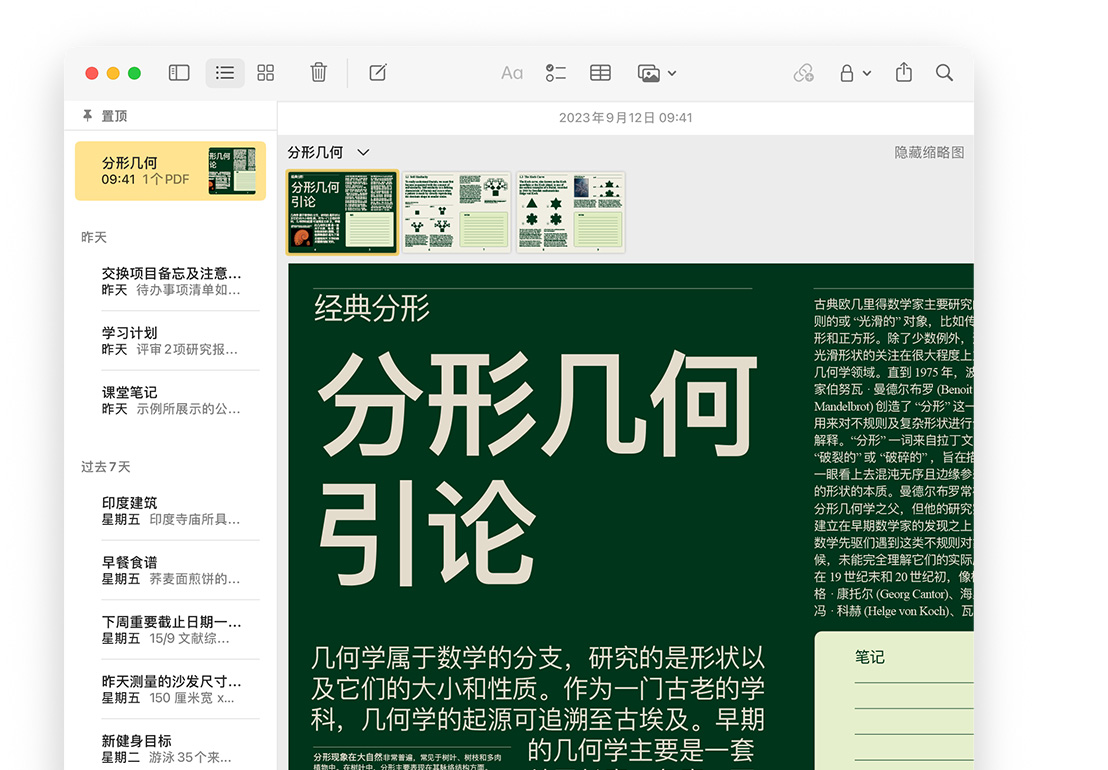 Aa
置顶
2023年9月12日 09:41
分形几何
09:41 1个PDF
昨天
交换项目备忘及注意...
昨天 待办事项清单如...
学习计划
昨天 评审2项研究报...
课堂笔记
昨天 示例所展示的公...
过去7天
印度建筑
星期五 印度寺庙所具...
早餐食谱
星期五 荞麦面煎饼的...
下周重要截止日期一...
星期五 15/9 文献综...
昨天测量的沙发尺寸...
星期五 150 厘米宽 x...
新健身目标
星期二 游泳35个来...
分形几何
隐藏缩略图
分形几何
引论
经典分形
分形几何
引论
几何学属于数学的分支，研究的是形状以
及它们的大小和性质。作为一门古老的学
科，几何学的起源可追溯至古埃及。早期
的几何学主要是一套
分形现象在大自然非常普遍，常见于树叶、树枝和多肉
植物中。在树叶中，分形主要表现在其脉络结构方面。
古典欧几里得数学家主要研究
则的或 “光滑的” 对象，比如传
形和正方形。除了少数例外，
光滑形状的关注在很大程度上
几何学领域。直到 1975 年，波
家伯努瓦 · 曼德尔布罗 (Benoit
Mandelbrot) 创造了 “分形” 这一
用来对不规则及复杂形状进行
解释。“分形” 一词来自拉丁文
“破裂的” 或 “破碎的” ，旨在描
一眼看上去混沌无序且边缘参
的形状的本质。曼德尔布罗常
分形几何学之父，但他的研究
建立在早期数学家的发现之上
数学先驱们遇到这类不规则对
候，未能完全理解它们的实际
在 19 世纪末和 20 世纪初，像
格 · 康托尔 (Georg Cantor)、海
冯 · 科赫 (Helge von Koch)、瓦
笔记